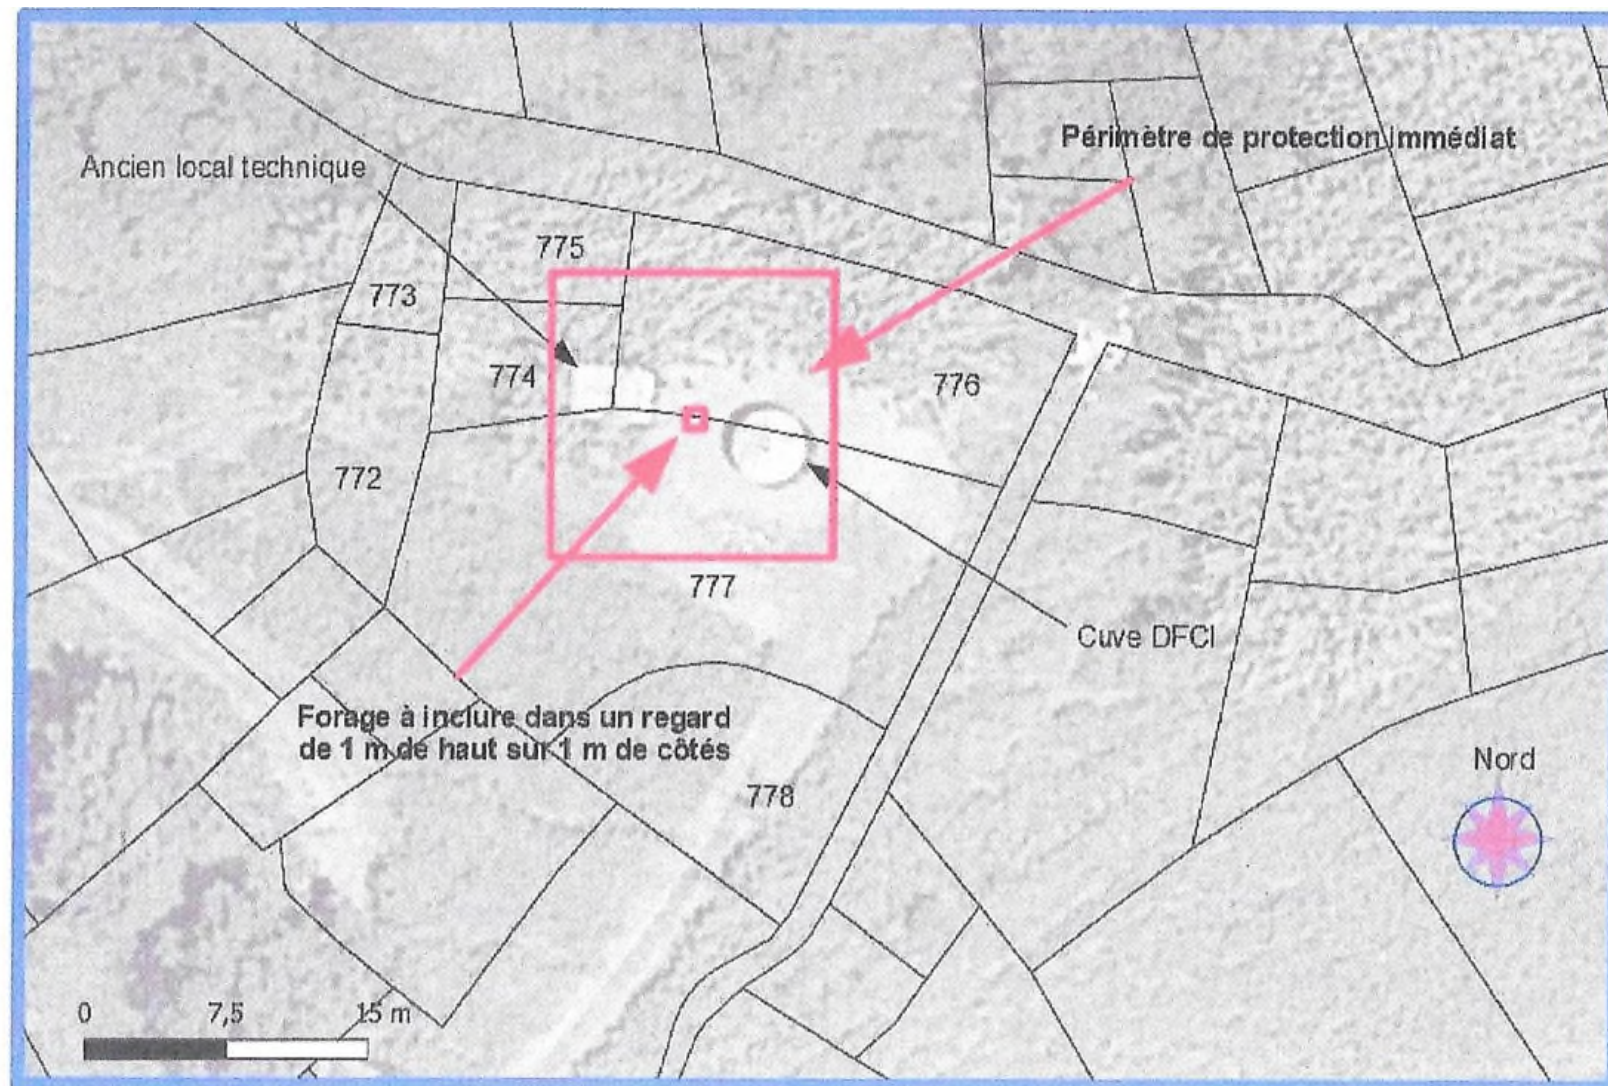 Périmètre de protection immédiat
Ancien local technique
775
773
774
776
772
777
Cuve DFCI
Forage à inclure dans un regard
de 1 m de haut sur 1 m de côtés
Nord
778
0 7,5 15 m